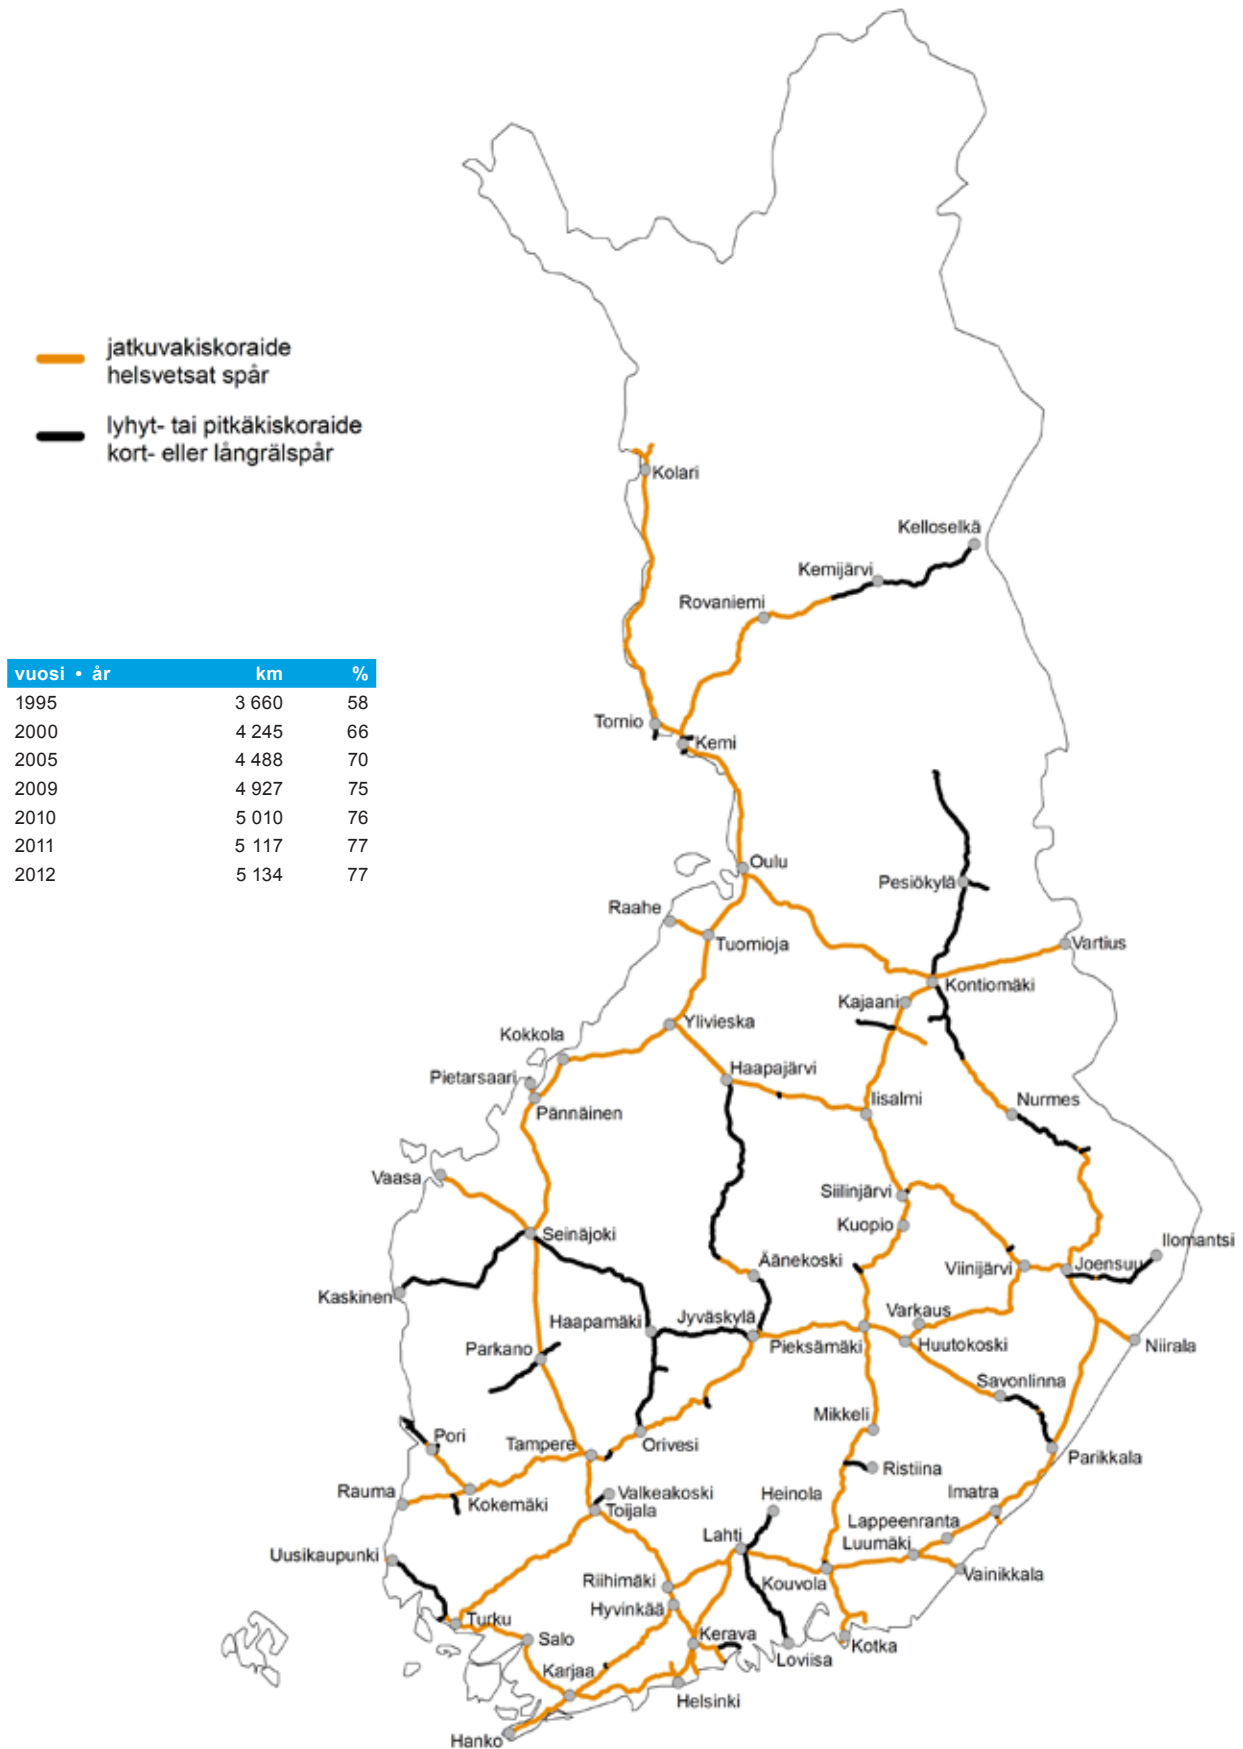 jatkuvakiskoraide
helsvetsat spår
lyhyt- tai pitkäkiskoraide
kort- eller långrälspår
Kolari
Kelloselkä
Kemijärvi
Rovaniemi
vuosi • år km %
1995 3 660 58
2000 4 245 66
2005 4 488 70
2009 4 927 75
2010 5 010 76
2011 5 117 77
2012 5 134 77
Tornio
Kemi
Oulu
Pesiökylä
Raahe
Tuomioja
Vartius
Kontiomäki
Kajaani
Ylivieska
Kokkola
Haapajärvi
Pietarsaari
Pännäinen
Iisalmi
Nurmes
Vaasa
Siilinjärvi
Kuopio
Seinäjoki
Ilomantsi
Äänekoski
Viinijärvi
Joensuu
Kaskinen
Haapamäki
Jyväskylä
Varkaus
Parkano
Pieksämäki
Huutokoski
Niirala
Savonlinna
Mikkeli
Pori
Tampere
Orivesi
Parikkala
Ristiina
Rauma
Kokemäki
Valkeakoski
Heinola
Imatra
Toijala
Lappeenranta
Lahti
Luumäki
Uusikaupunki
Riihimäki
Kouvola
Vainikkala
Hyvinkää
Turku
Salo
Kerava
Kotka
Loviisa
Karjaa
Helsinki
Hanko